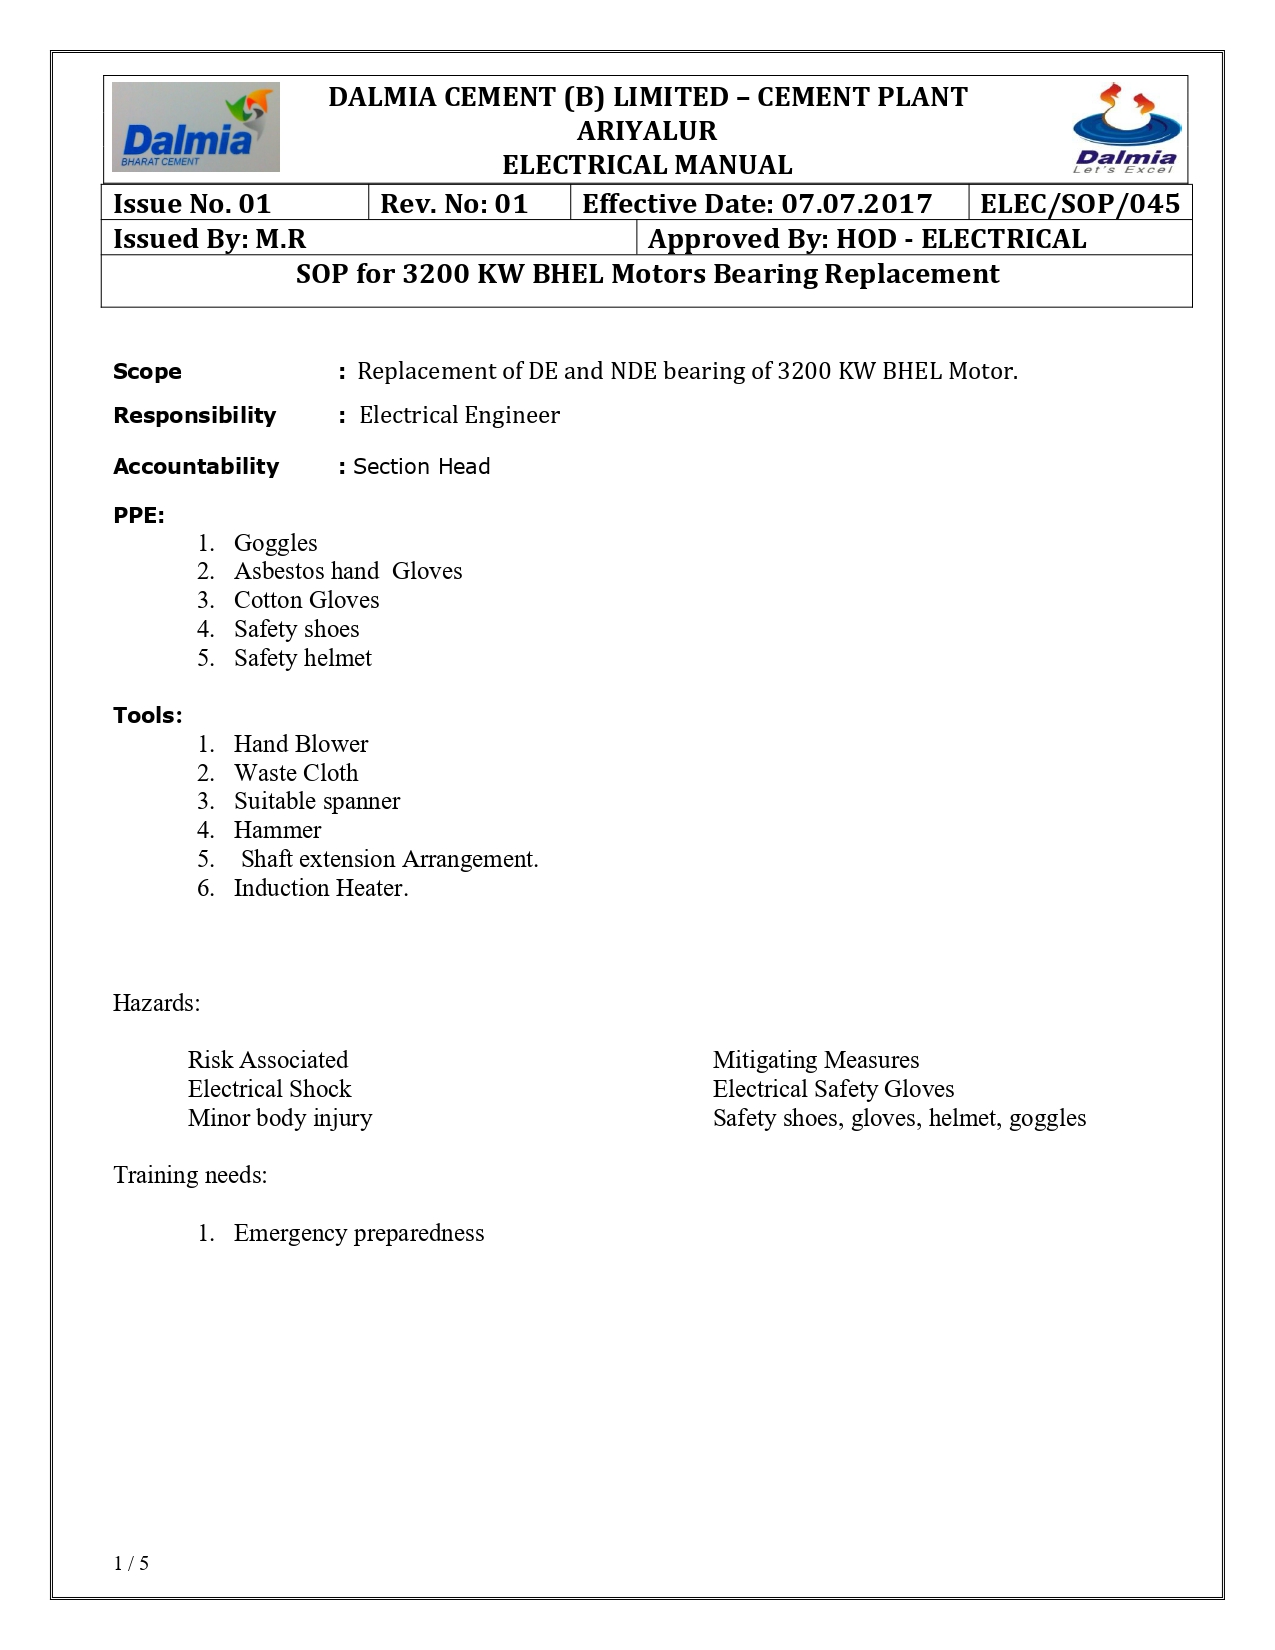 Dalmia
BHARAT CEMENT
DALMIA CEMENT (B) LIMITED – CEMENT PLANT
ARIYALUR
ELECTRICAL MANUAL
Dalmia
Let's Excel
Issue No. 01 Rev. No: 01 Effective Date: 07.07.2017 ELEC/SOP/045
Issued By: M.R Approved By: HOD - ELECTRICAL
SOP for 3200 KW BHEL Motors Bearing Replacement
Scope : Replacement of DE and NDE bearing of 3200 KW BHEL Motor.
Responsibility : Electrical Engineer
Accountability : Section Head
PPE:
1. Goggles
2. Asbestos hand Gloves
3. Cotton Gloves
4. Safety shoes
5. Safety helmet
Tools:
1. Hand Blower
2. Waste Cloth
3. Suitable spanner
4. Hammer
5. Shaft extension Arrangement.
6. Induction Heater.
Hazards:
Risk Associated Mitigating Measures
Electrical Shock Electrical Safety Gloves
Minor body injury Safety shoes, gloves, helmet, goggles
Training needs:
1. Emergency preparedness
1 / 5